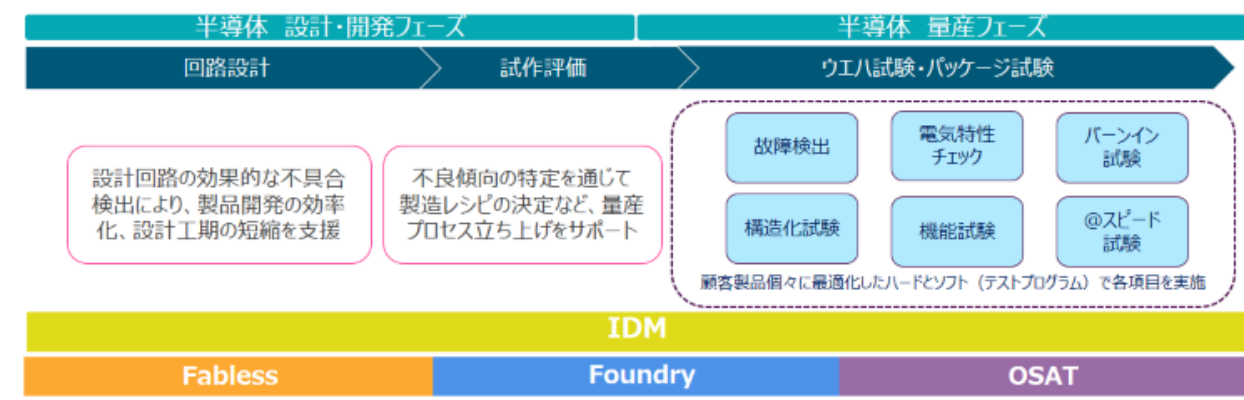 半導体 設計・開発フェーズ
半導体 量産フェーズ
回路設計
試作評価
ウエハ試験・パッケージ試験
設計回路の効果的な不具合
検出により、製品開発の効率
化、設計工期の短縮を支援
不良傾向の特定を通じて
製造レシピの決定など、量産
プロセス立ち上げをサポート
故障検出
電気特性
チェック
バーンイン
試験
構造化試験
機能試験
@スピード
試験
顧客製品個々に最適化したハードとソフト（テストプログラム）で各項目を実施
IDM
Fabless
Foundry
OSAT